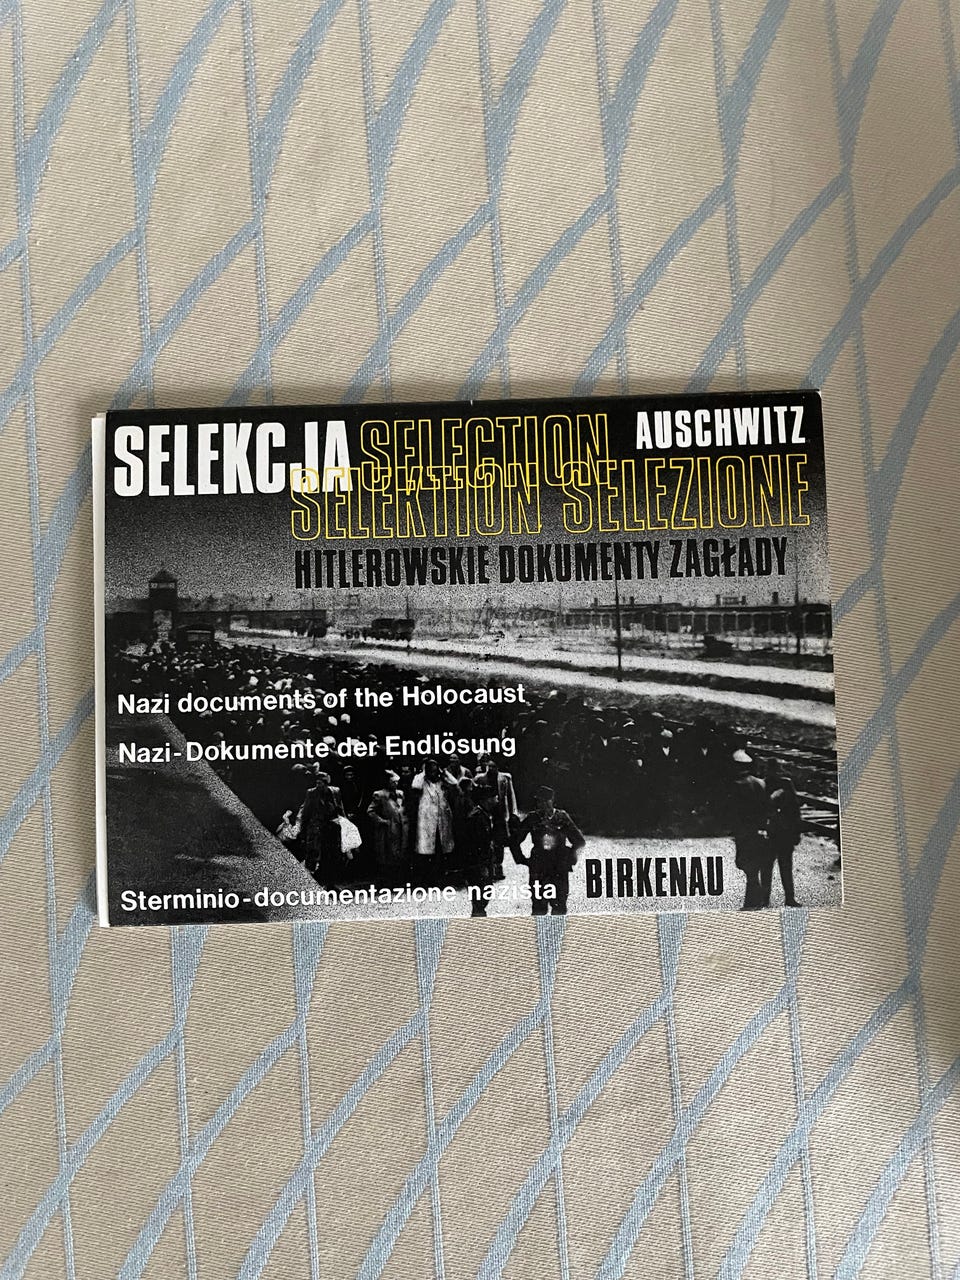 SELEKCJA SELECTION AUSCHWITZ
SELEKTION SELEZIONE
HITLEROWSKIE DOKUMENTY ZAGŁADY
Nazi documents of the Holocaust
Nazi-Dokumente der Endlösung
Sterminio-documentazione nazista BIRKENAU